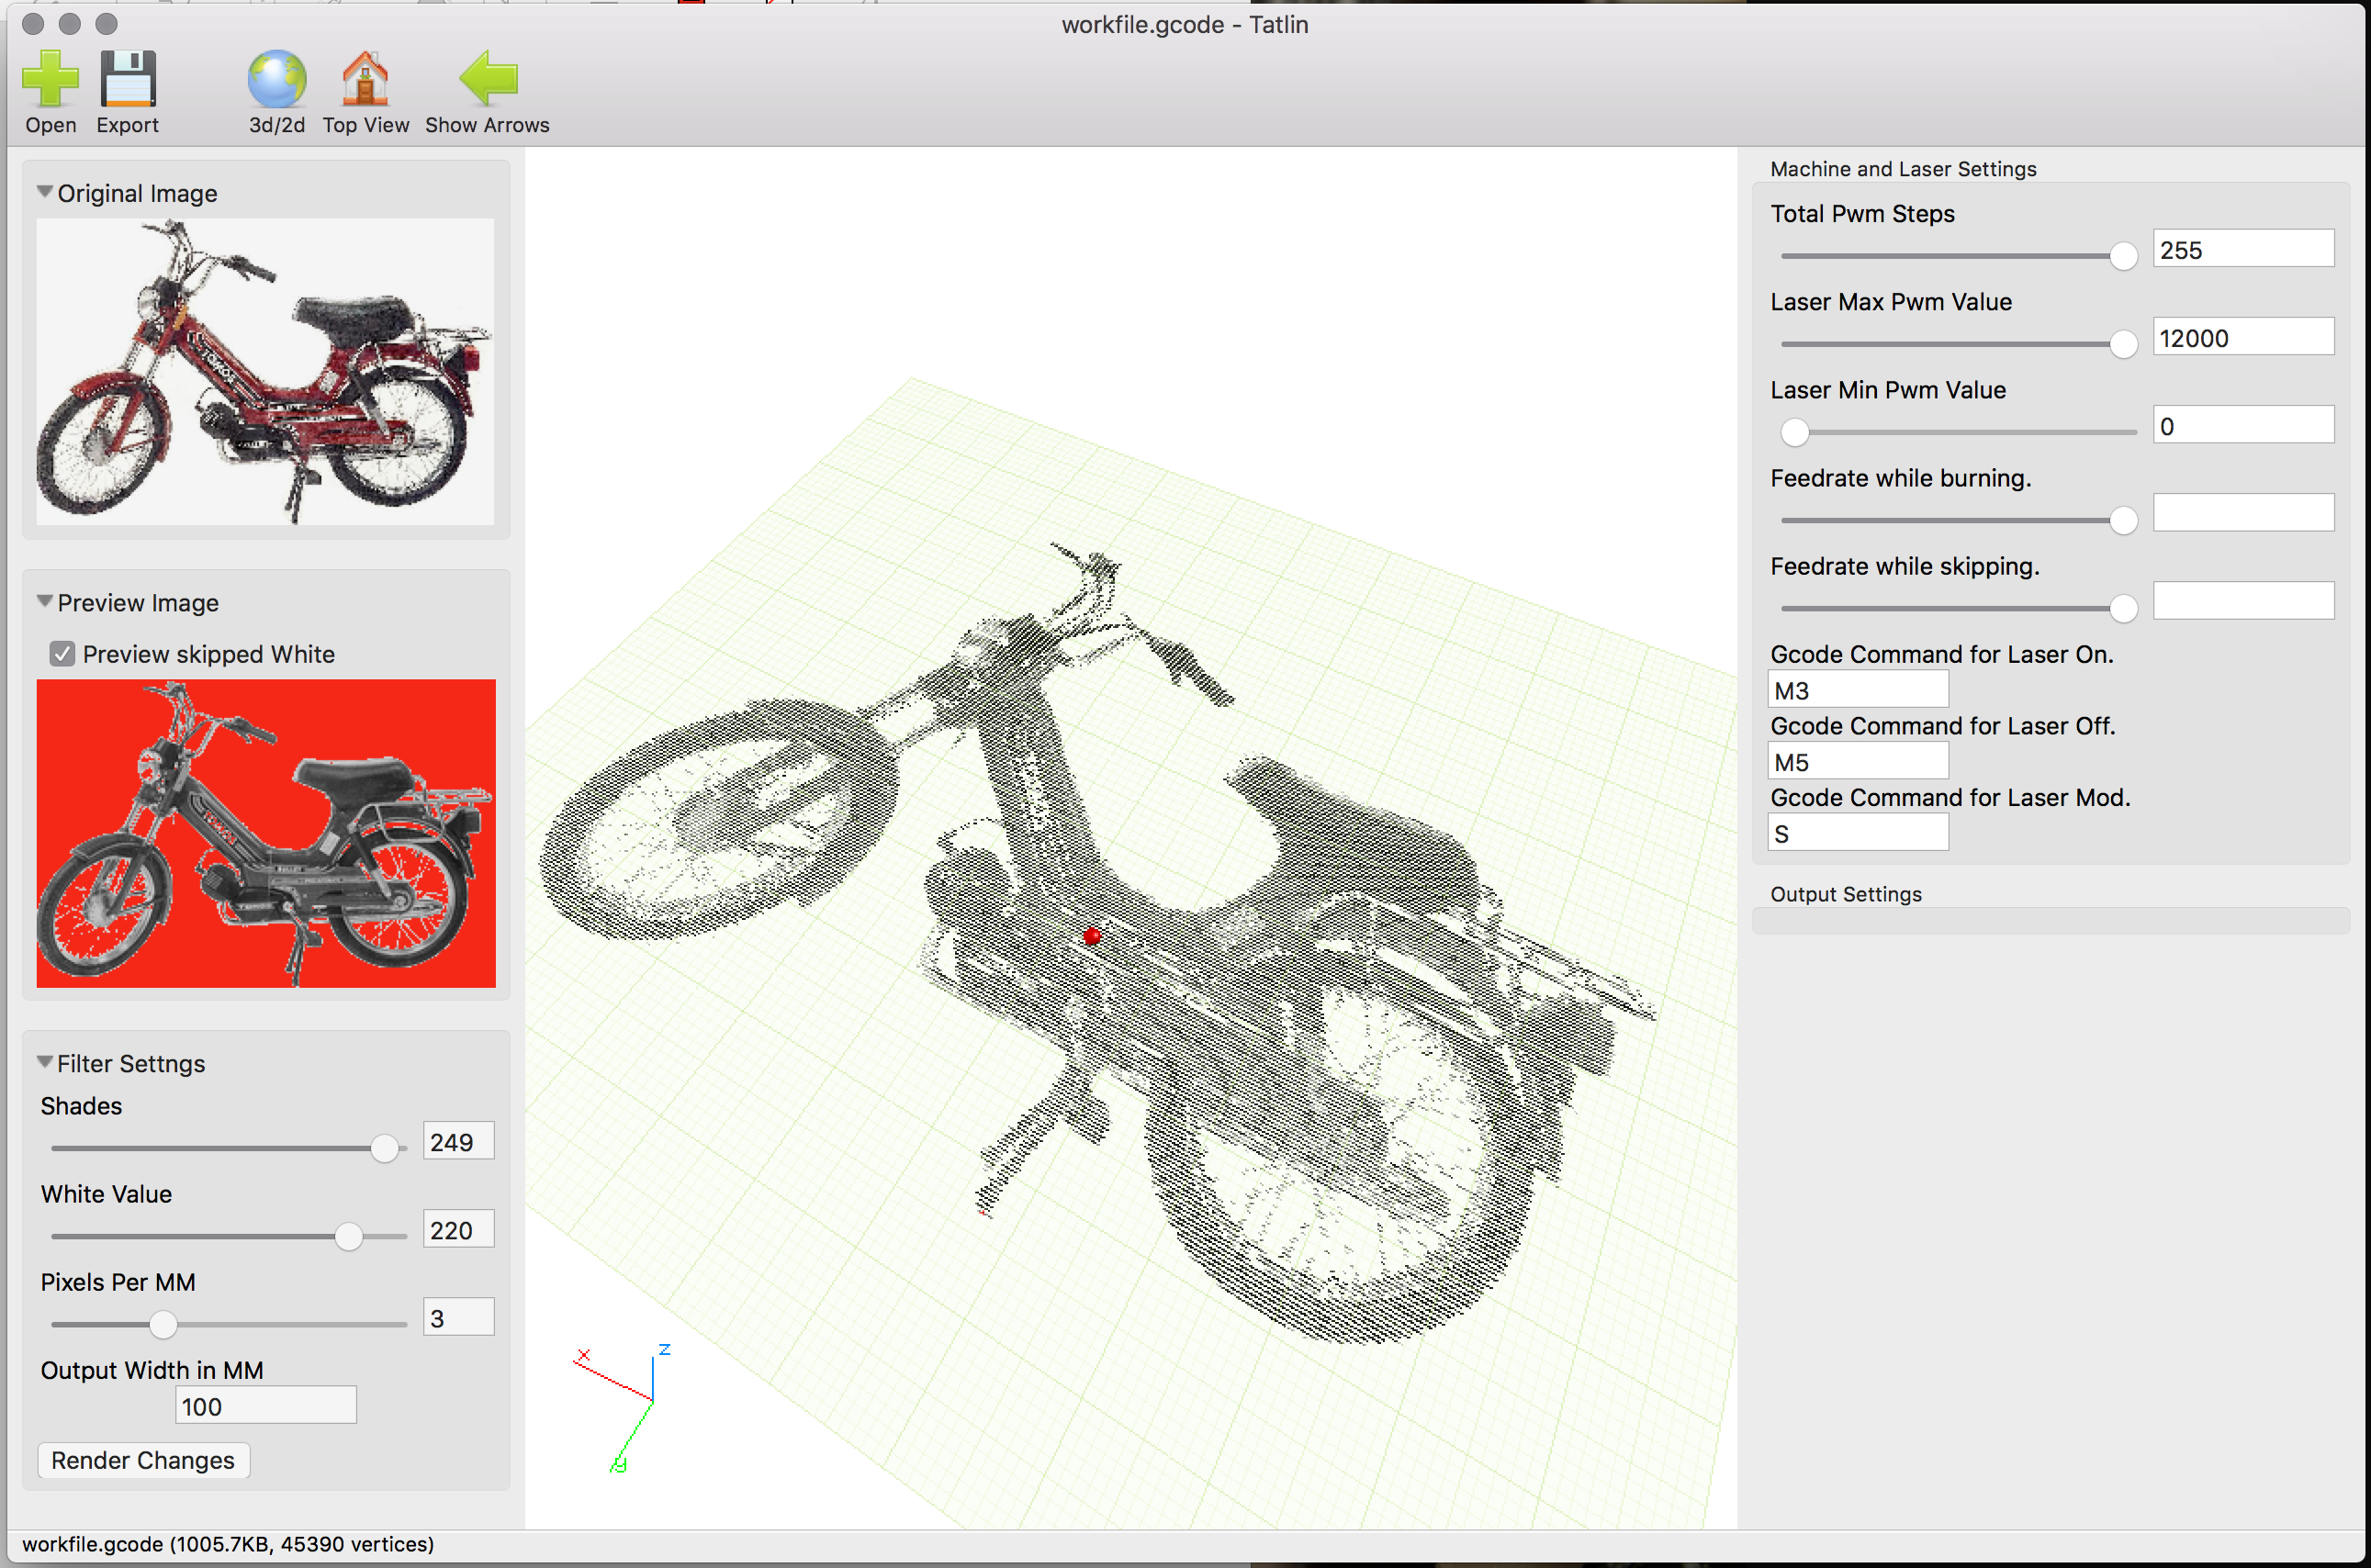 workfile.gcode - Tatlin
Open
Export
3d/2d
Top View
Show Arrows
Original Image
TOMOS
Preview Image
Preview skipped White
Filter Settngs
Shades
249
White Value
220
Pixels Per MM
3
Output Width in MM
100
Render Changes
x
z
y
Machine and Laser Settings
Total Pwm Steps
255
Laser Max Pwm Value
12000
Laser Min Pwm Value
0
Feedrate while burning.
Feedrate while skipping.
Gcode Command for Laser On.
M3
Gcode Command for Laser Off.
M5
Gcode Command for Laser Mod.
S
Output Settings
workfile.gcode (1005.7KB, 45390 vertices)